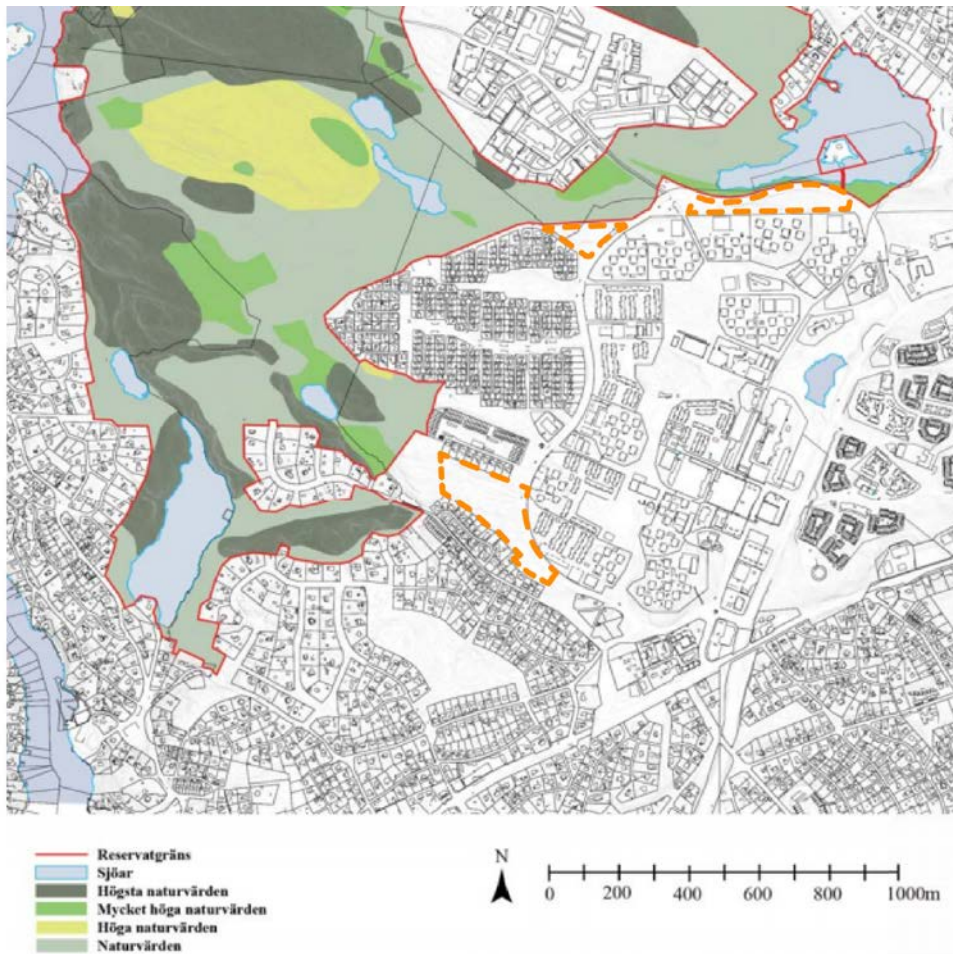 Reservatgräns
Sjöar
Högsta naturvärden
Mycket höga naturvärden
Höga naturvärden
Naturvärden
N
0 200 400 600 800 1000m